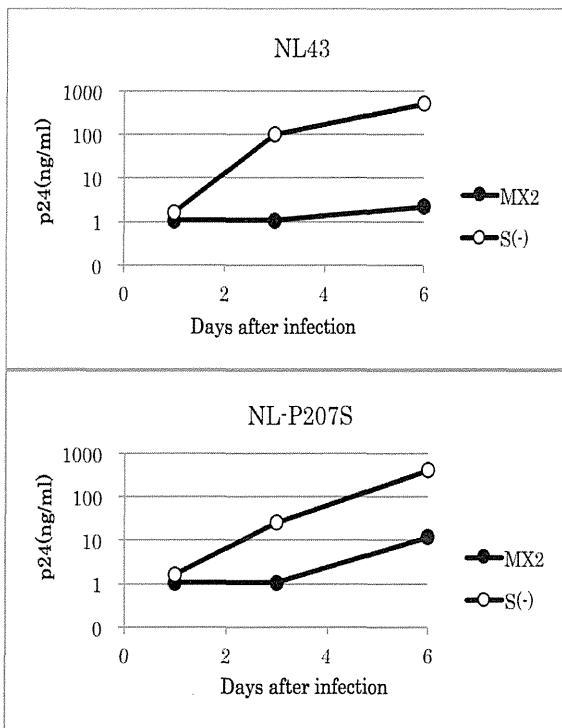 NL43
1000
100
10
1
0
p24(ng/ml)
0 2 4 6
Days after infection
MX2
S(-)
NL-P207S
1000
100
10
1
0
p24(ng/ml)
0 2 4 6
Days after infection
MX2
S(-)